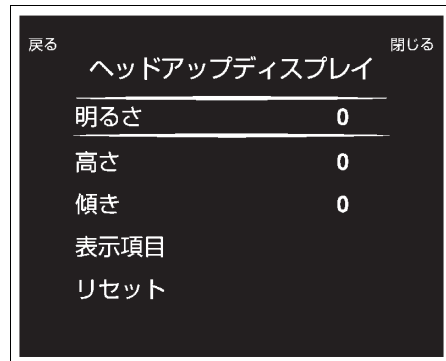 戻る
閉じる
ヘッドアップディスプレイ
明るさ 0
高さ 0
傾き 0
表示項目
リセット